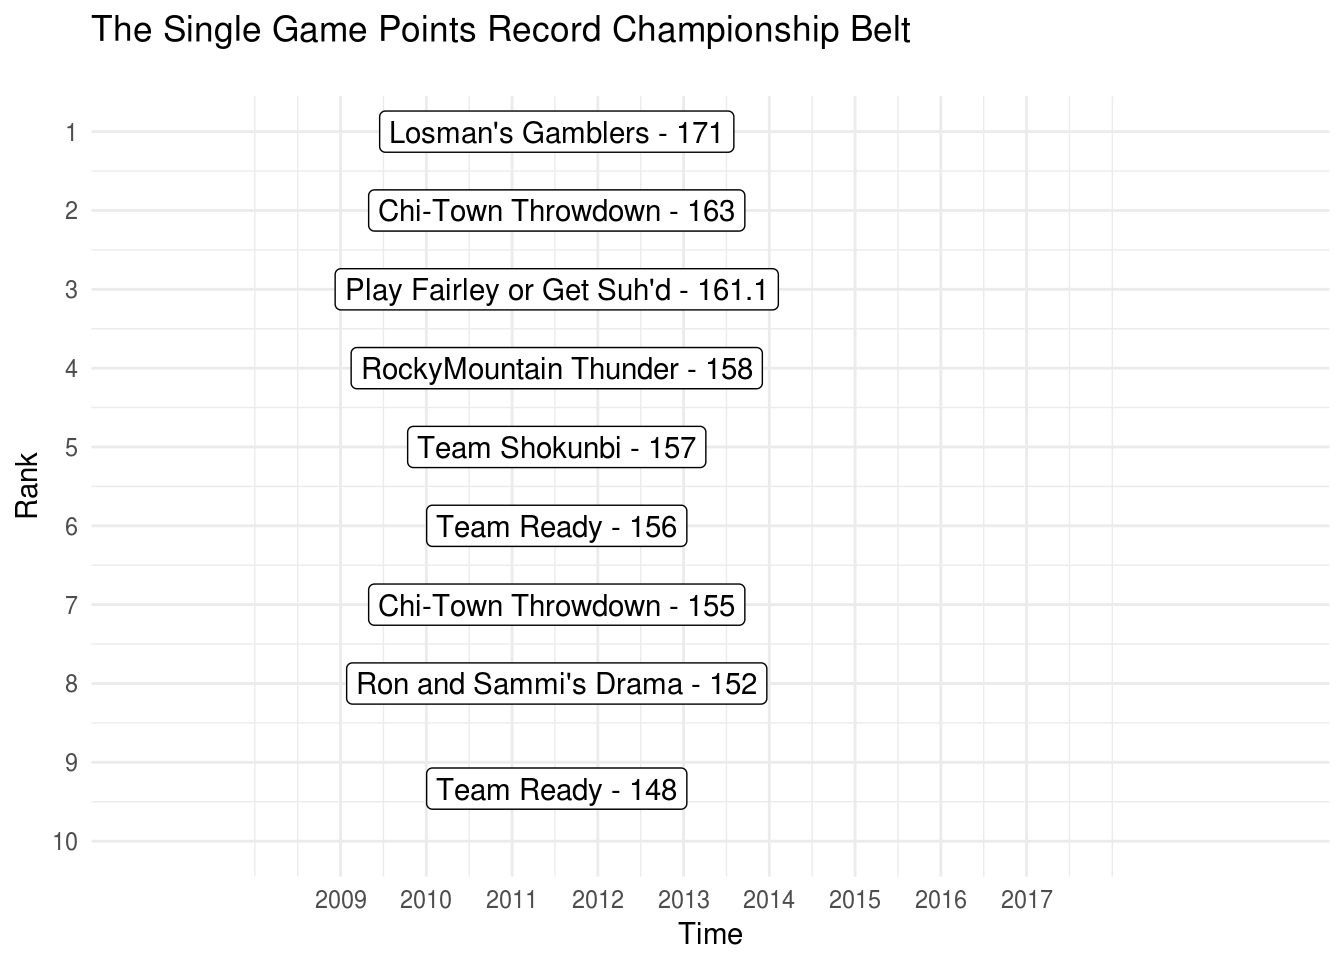 The Single Game Points Record Championship Belt
1
Losman's Gamblers - 171
2
Chi-Town Throwdown - 163
3
Play Fairley or Get Suh'd - 161.1
4
RockyMountain Thunder - 158
5
Team Shokunbi - 157
Rank
6
Team Ready - 156
7
Chi-Town Throwdown - 155
8
Ron and Sammi's Drama - 152
9
Team Ready - 148
10
2009 2010 2011 2012 2013 2014 2015 2016 2017
Time